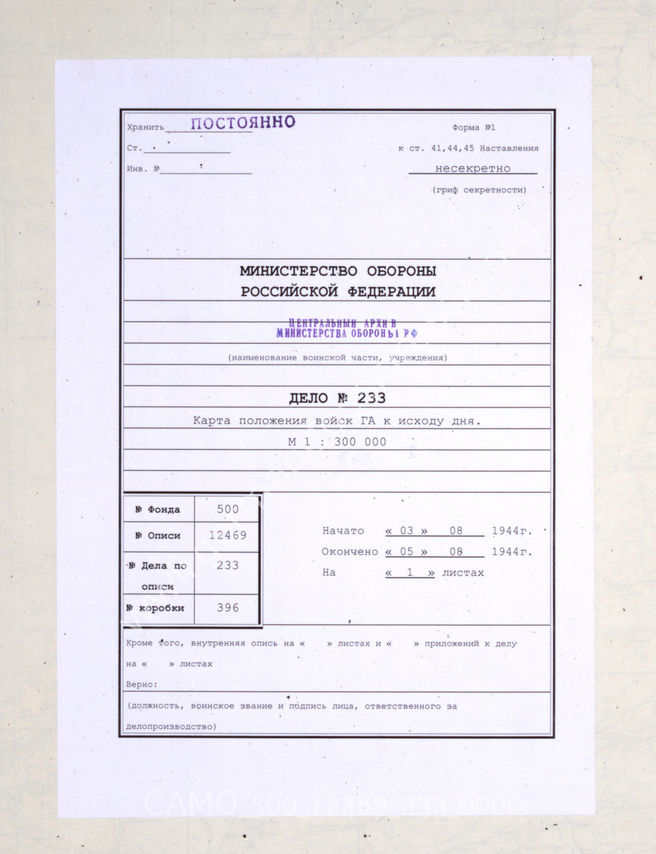 Хранить ПОСТОЯННО
Форма №1
Ст.
к ст. 41,44,45 Наставления
Инв. №
несекретно
(гриф секретности)
МИНИСТЕРСТВО ОБОРОНЫ
РОССИЙСКОЙ ФЕДЕРАЦИИ
ЦЕНТРАЛЬНЫЙ АРХИВ
МИНИСТЕРСТВА ОБОРОНЫ РФ
(наименование воинской части, учреждения)
ДЕЛО № 233
Карта положения войск ГА к исходу дня.
М 1 : 300 000
№ Фонда 500
№ Описи 12469
№ Дела по описи 233
№ коробки 396
Начато « 03 » 08 1944г.
Окончено « 05 » 08 1944г.
На « 1 » листах
Кроме того, внутренняя опись на « » листах и « » приложений к делу
на « » листах
Верно:
(должность, воинское звание и подпись лица, ответственного за
делопроизводство)
CAMO 500 12469 233 0000